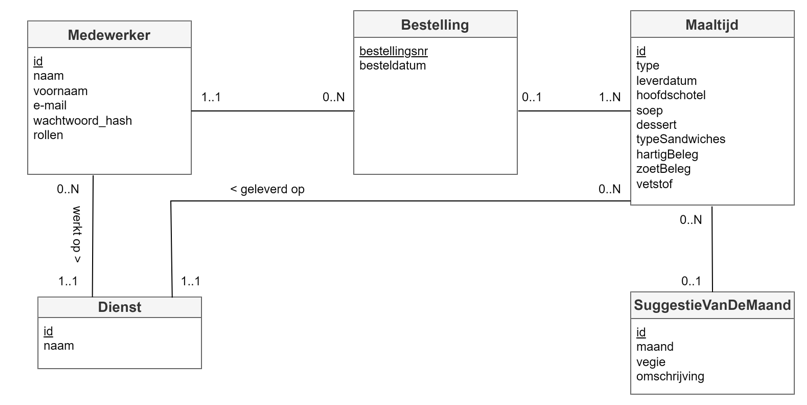 Medewerker
id
naam
voornaam
e-mail
wachtwoord_hash
rollen
1..1
0..N
Bestelling
bestellingsnr
besteldatum
0..1
1..N
Maaltijd
id
type
leverdatum
hoofdschotel
soep
dessert
typeSandwiches
hartigBeleg
zoetBeleg
vetstof
0..N
werkt op >
1..1
< geleverd op
0..N
1..1
0..N
0..1
Dienst
id
naam
SuggestieVanDeMaand
id
maand
vegie
omschrijving